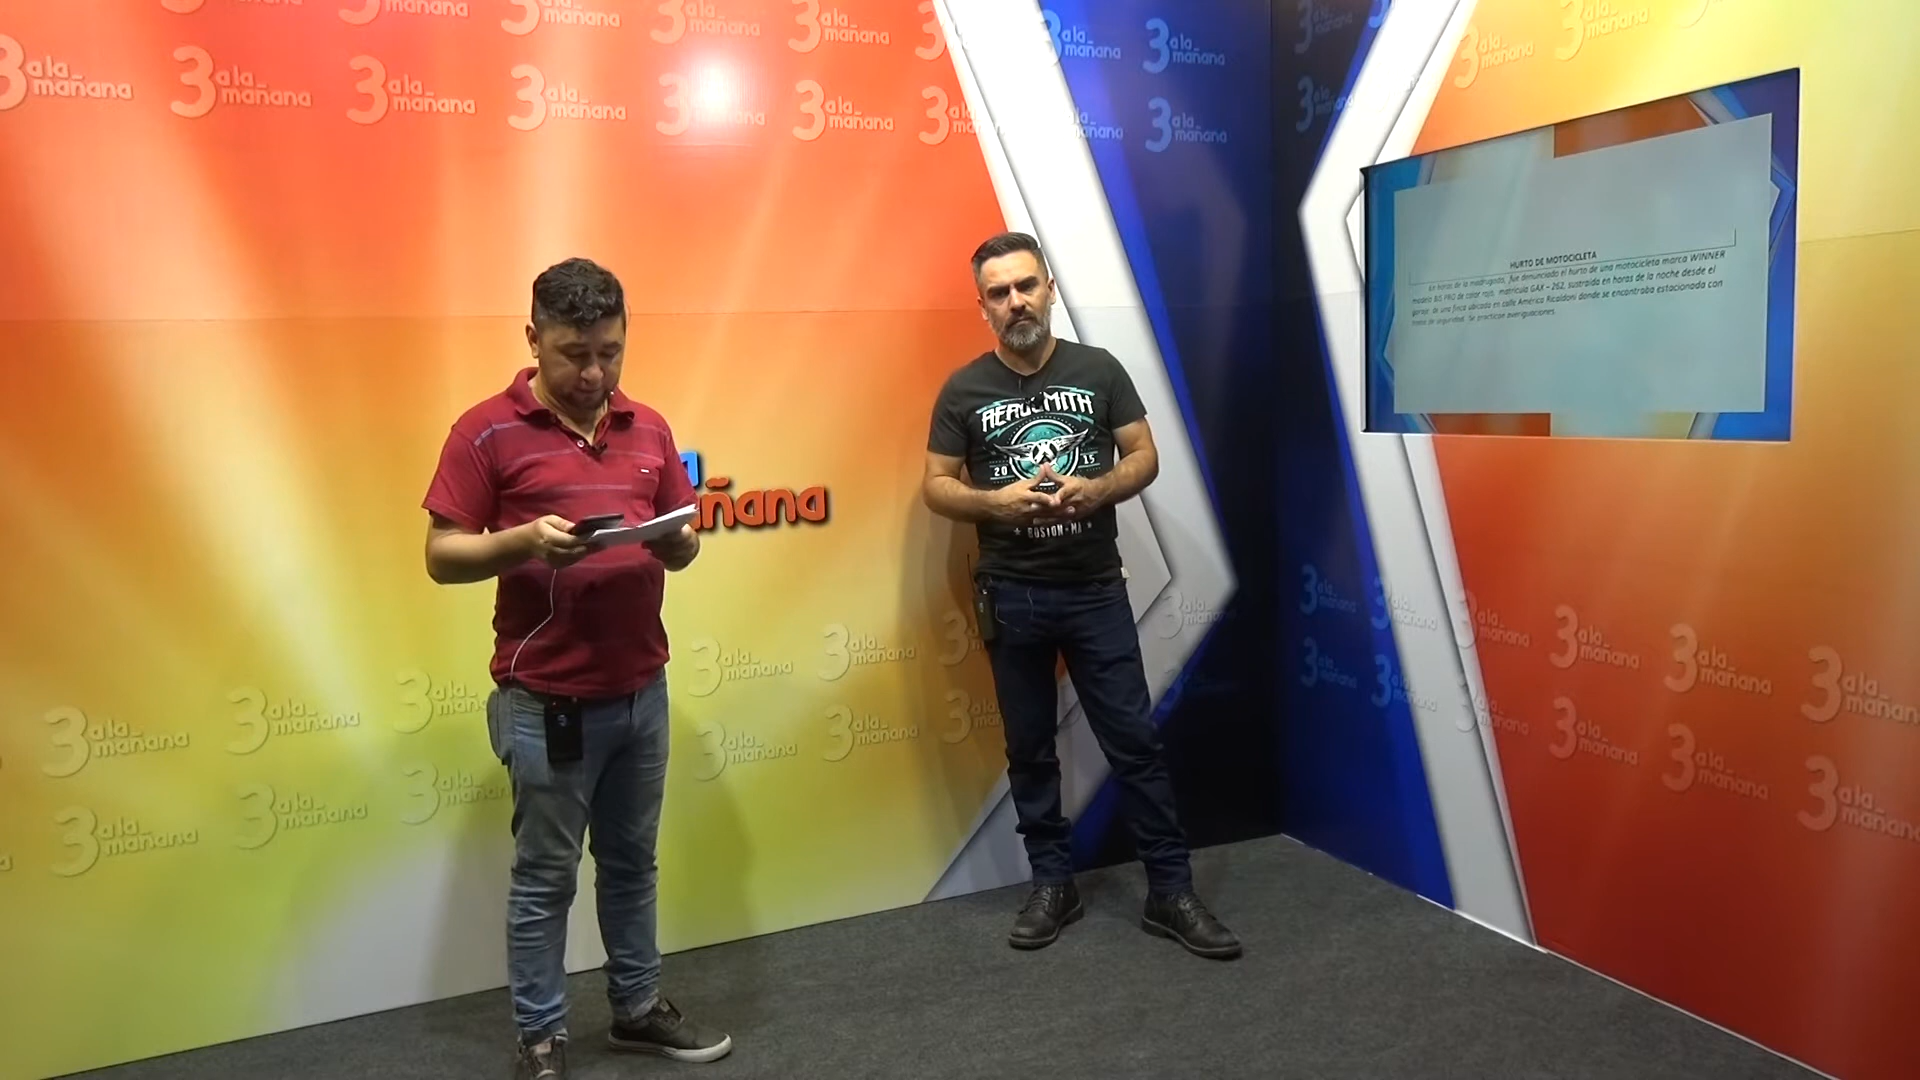 3 a la mañana
HURTO DE MOTOCICLETA
En horas de la madrugada, fue denunciado el hurto de una motocicleta marca WINNER
modelo BIS PRO de color rojo, matrícula GAX – 262, sustraída en horas de la noche desde el
garaje de una finca ubicada en calle América Ricaldoni donde se encontraba estacionada con
traba de seguridad. Se practican averiguaciones.
a
mañana
AEROSMITH
20 15
BOSTON - MA